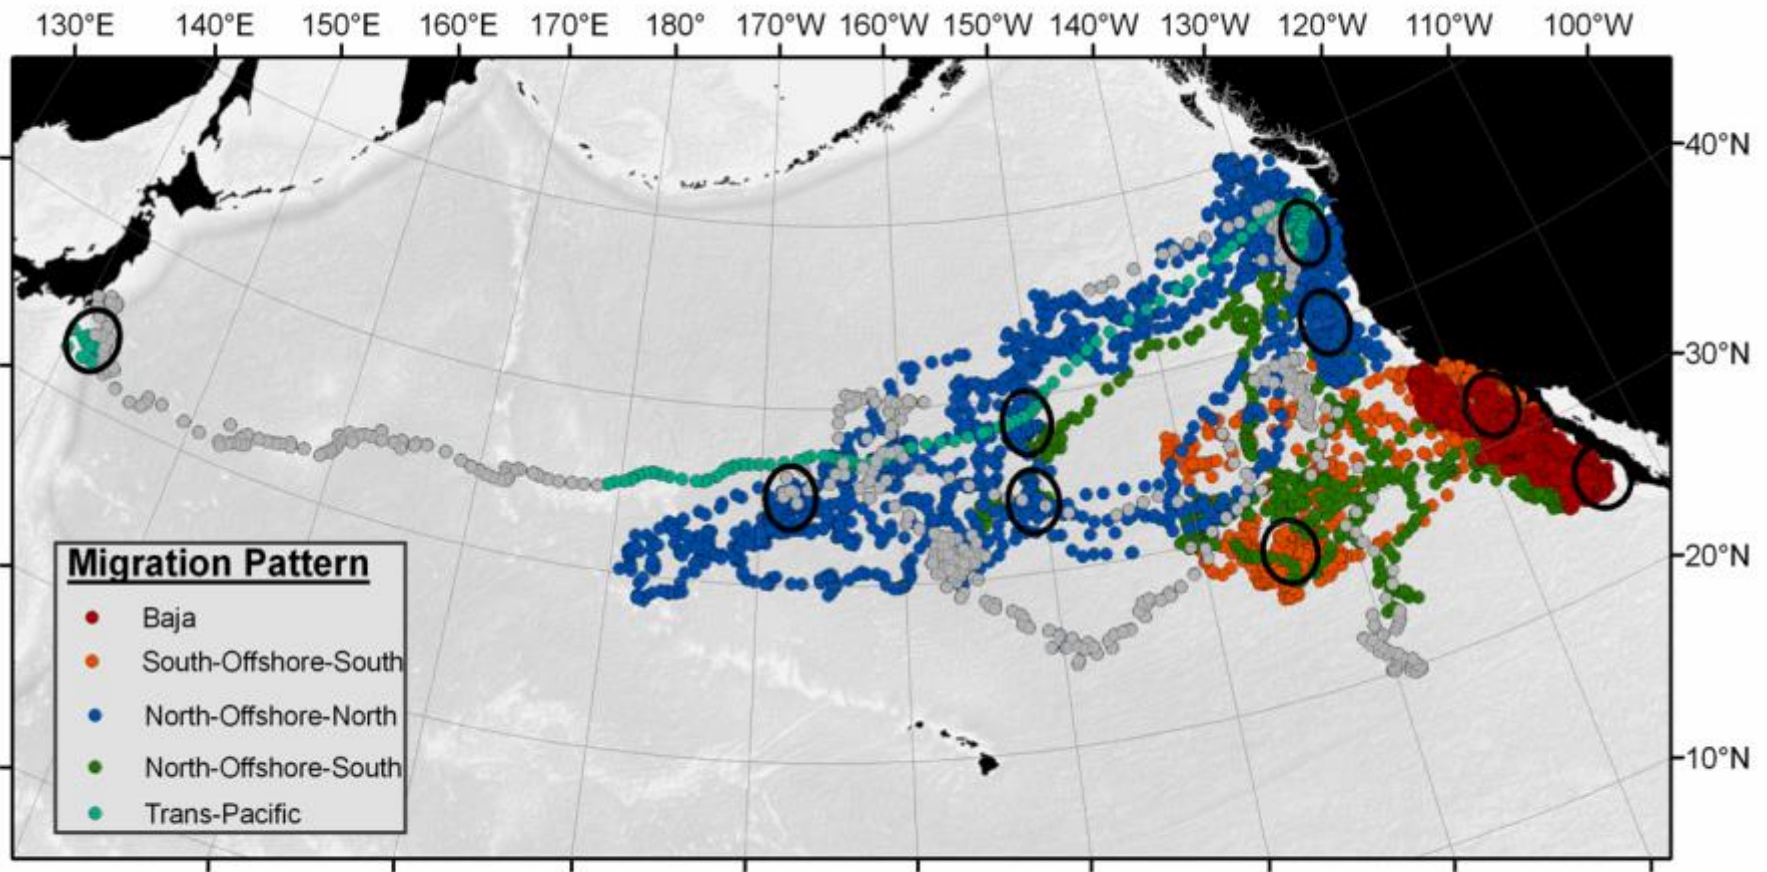 130°E 140°E 150°E 160°E 170°E 180° 170°W 160°W 150°W 140°W 130°W 120°W 110°W 100°W
40°N
30°N
20°N
10°N
Migration Pattern
Baja
South-Offshore-South
North-Offshore-North
North-Offshore-South
Trans-Pacific